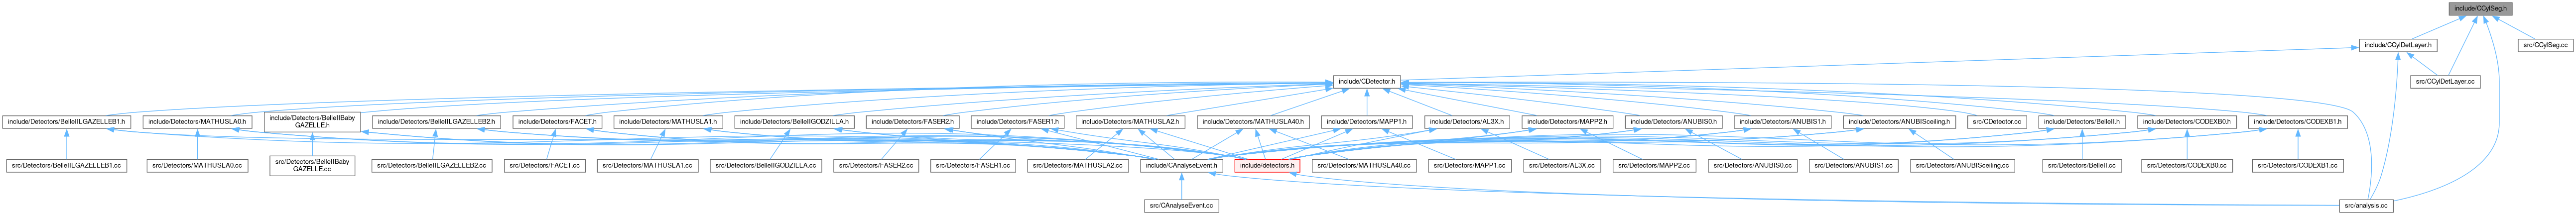 include/CCylSeg.h
include/CCylDetLayer.h
src/CCylSeg.cc
include/CDetector.h
src/CCylDetLayer.cc
include/Detectors/BelleIILGAZELLEB1.h
include/Detectors/MATHUSLA0.h
include/Detectors/BelleIIBaby
GAZELLE.h
include/Detectors/BelleIILGAZELLEB2.h
include/Detectors/FACET.h
include/Detectors/MATHUSLA1.h
include/Detectors/BelleIIGODZILLA.h
include/Detectors/FASER2.h
include/Detectors/FASER1.h
include/Detectors/MATHUSLA2.h
include/Detectors/MATHUSLA40.h
include/Detectors/MAPP1.h
include/Detectors/AL3X.h
include/Detectors/MAPP2.h
include/Detectors/ANUBIS0.h
include/Detectors/ANUBIS1.h
include/Detectors/ANUBISceiling.h
src/CDetector.cc
include/Detectors/BelleII.h
include/Detectors/CODEXB0.h
include/Detectors/CODEXB1.h
src/Detectors/BelleIILGAZELLEB1.cc
src/Detectors/MATHUSLA0.cc
src/Detectors/BelleIIBaby
GAZELLE.cc
src/Detectors/BelleIILGAZELLEB2.cc
src/Detectors/FACET.cc
src/Detectors/MATHUSLA1.cc
src/Detectors/BelleIIGODZILLA.cc
src/Detectors/FASER2.cc
src/Detectors/FASER1.cc
src/Detectors/MATHUSLA2.cc
include/CAnalyseEvent.h
include/detectors.h
src/Detectors/MATHUSLA40.cc
src/Detectors/MAPP1.cc
src/Detectors/AL3X.cc
src/Detectors/MAPP2.cc
src/Detectors/ANUBIS0.cc
src/Detectors/ANUBIS1.cc
src/Detectors/ANUBISceiling.cc
src/Detectors/BelleII.cc
src/Detectors/CODEXB0.cc
src/Detectors/CODEXB1.cc
src/CAnalyseEvent.cc
src/analysis.cc